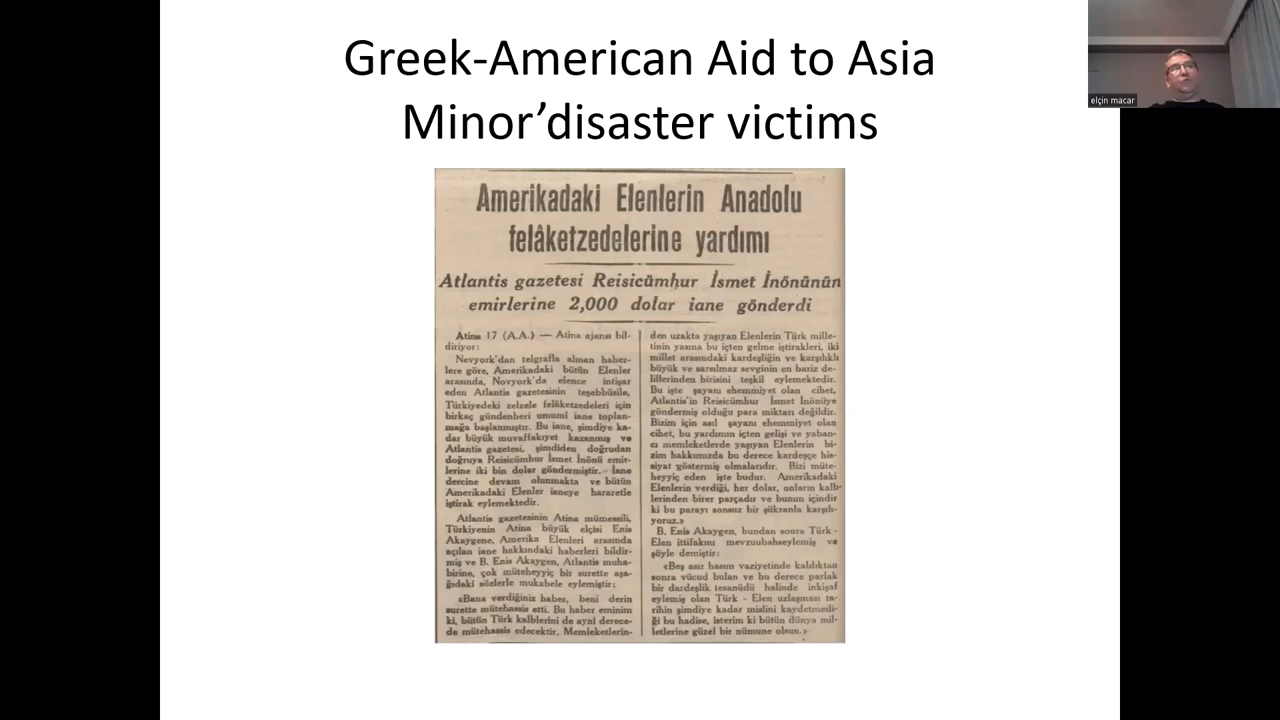 Greek-American Aid to Asia
Minor’disaster victims
elçin macar
Amerikadaki Elenlerin Anadolu
felâketzedelerine yardımı
Atlantis gazetesi Reisicümhur İsmet İnönünün
emirlerine 2,000 dolar iane gönderdi
Atina 17 (A.A.) — Atina ajansı bil-
diriyor:
Nevyork'dan telgrafla alınan haber-
lere göre, Amerikadaki bütün Elenler
arasında, Novyork'da elence intişar
eden Atlantis gazetesinin teşebbüsile,
Türkiyedeki zelzele felâketzedeleri için
birkaç gündenberi umumî iane toplan-
mağa başlanmıştır. Bu iane, şimdiye ka-
dar büyük muvaffakıyet kazanmış ve
Atlantis gazetesi, şimdiden doğrudan
doğruya Reisicümhur İsmet İnönü emir-
lerine iki bin dolar göndermiştir. İane
dercine devam olunmakta ve bütün
Amerikadaki Elenler ianeye hararetle
iştirak eylemektedir.
Atlantis gazetesinin Atina mümessili,
Türkiyenin Atina büyük elçisi Enis
Akaygene, Amerika Elenleri arasında
açılan iane hakkındaki haberleri bildir-
miş ve B. Enis Akaygen, Atlantis muha-
birine, çok müteheyyiç bir surette aşa-
ğıdaki sözlerle mukabele eylemiştir:
«Bana verdiğiniz haber, beni derin
surette mütehassis etti. Bu haber eminim
ki, bütün Türk kalblerini de ayni derece-
de mütehassis edecektir. Memleketlerin-
den uzakta yaşıyan Elenlerin Türk mille-
tinin yasına bu içten gelme iştirakleri, iki
millet arasındaki kardeşliğin ve karşılıklı
büyük ve sarsılmaz sevginin en bariz de-
lillerinden birisini teşkil eylemektedir.
Bu işte şayanı ehemmiyet olan cihet,
Atlantis'in Reisicümhur İsmet İnönüye
göndermiş olduğu para miktarı değildir.
Bizim için asıl şayanı ehemmiyet olan
cihet, bu yardımın içten gelişi ve yaban-
cı memleketlerde yaşıyan Elenlerin bi-
zim hakkımızda bu derece kardeşçe his-
siyat göstermiş olmalarıdır. Bizi müte-
heyyiç eden işte budur. Amerikadaki
Elenlerin verdiği, her dolar, onların kalb-
lerinden birer parçadır ve bunun içindir
ki bu parayı sonsuz bir şükranla karşılı-
yoruz.»
B. Enis Akaygen, bundan sonra Türk -
Elen ittifakını mevzuubahseylemiş ve
şöyle demiştir:
«Beş asır hasım vaziyetinde kaldıktan
sonra vücud bulan ve bu derece parlak
bir dardeşlik tesanüdü halinde inkişaf
eylemiş olan Türk - Elen uzlaşması ta-
rihin şimdiye kadar mislini kaydetmedi-
ği bu hadise, isterim ki bütün dünya mil-
letlerine güzel bir nümune olsun.»